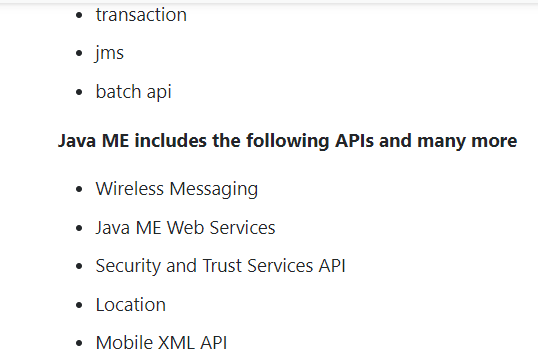 transaction
jms
batch api
Java ME includes the following APIs and many more
Wireless Messaging
Java ME Web Services
Security and Trust Services API
Location
Mobile XML API